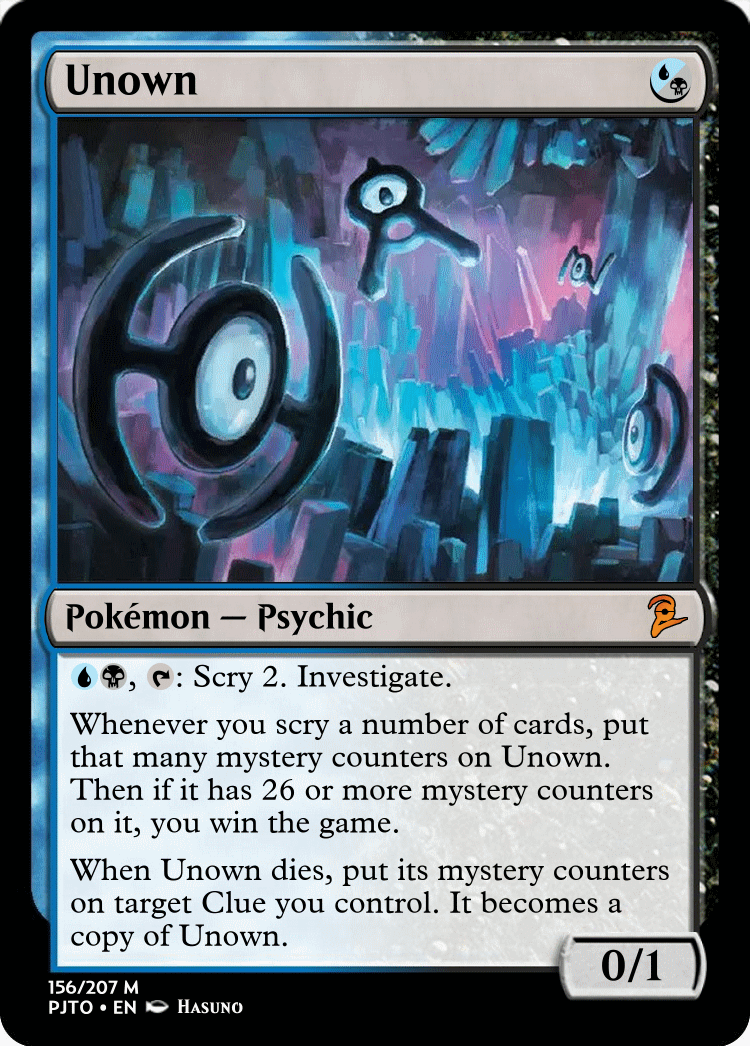 Unown
Pokémon — Psychic
, : Scry 2. Investigate.
Whenever you scry a number of cards, put
that many mystery counters on Unown.
Then if it has 26 or more mystery counters
on it, you win the game.
When Unown dies, put its mystery counters
on target Clue you control. It becomes a
copy of Unown.
0/1
156/207 M
PJTO • EN Hasuno